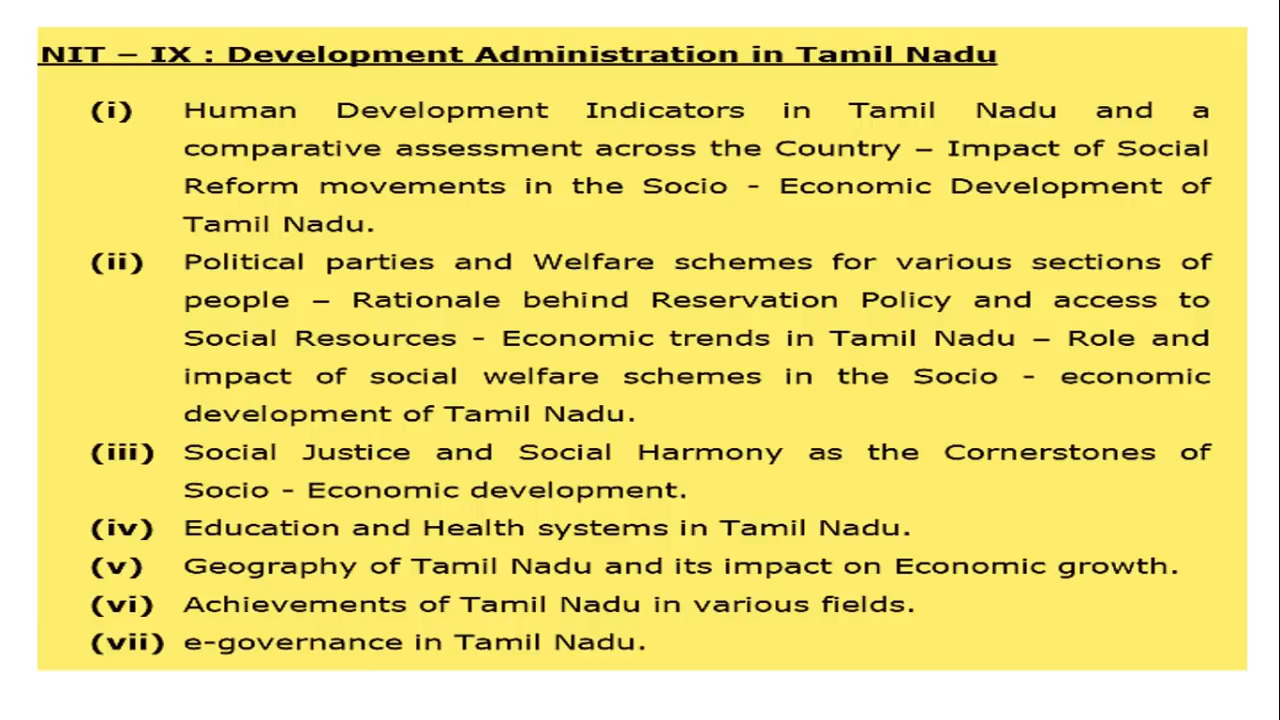 NIT – IX : Development Administration in Tamil Nadu
(i) Human Development Indicators in Tamil Nadu and a
comparative assessment across the Country – Impact of Social
Reform movements in the Socio - Economic Development of
Tamil Nadu.
(ii) Political parties and Welfare schemes for various sections of
people – Rationale behind Reservation Policy and access to
Social Resources - Economic trends in Tamil Nadu – Role and
impact of social welfare schemes in the Socio - economic
development of Tamil Nadu.
(iii) Social Justice and Social Harmony as the Cornerstones of
Socio - Economic development.
(iv) Education and Health systems in Tamil Nadu.
(v) Geography of Tamil Nadu and its impact on Economic growth.
(vi) Achievements of Tamil Nadu in various fields.
(vii) e-governance in Tamil Nadu.